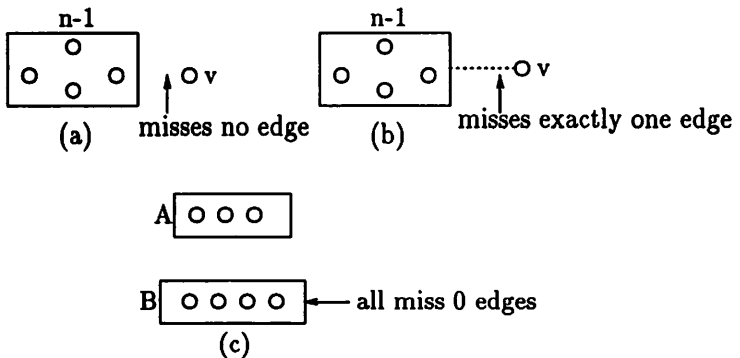 n-1
v
misses no edge
(a)
n-1
v
misses exactly one edge
(b)
A
B
all miss 0 edges
(c)